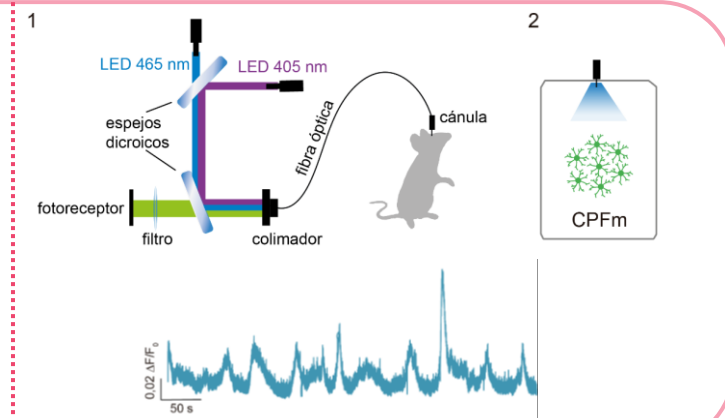 1
2
LED 465 nm
LED 405 nm
espejos
dicroicos
fibra óptica
cánula
fotoreceptor
filtro
colimador
CPFm
0,02 ΔF/F₀
50 s